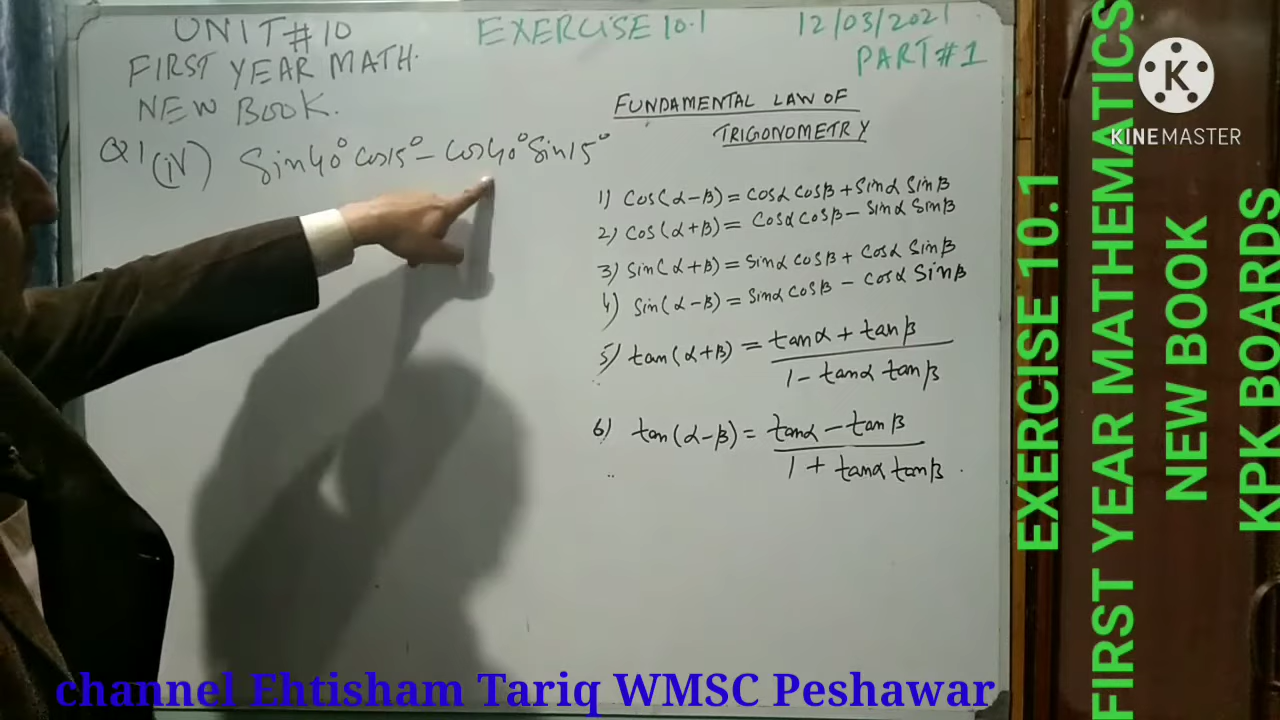 UNIT#10
FIRST YEAR MATH.
NEW BOOK.
EXERCISE 10.1
12/03/2021
PART#1
Q1 (iv) Sin40° Cos15° – Cos40° Sin15°
FUNDAMENTAL LAW OF
TRIGONOMETRY
1) Cos(α–β) = Cosα Cosβ + Sinα Sinβ
2) Cos(α+β) = Cosα Cosβ – Sinα Sinβ
3) Sin(α+β) = Sinα Cosβ + Cosα Sinβ
4) Sin(α–β) = Sinα Cosβ – Cosα Sinβ
5) tan(α+β) = tanα + tanβ
1 – tanα tanβ
6) tan(α–β) = tanα – tanβ
1 + tanα tanβ.
K
KINEMASTER
EXERCISE 10.1
FIRST YEAR MATHEMATICS
NEW BOOK
KPK BOARDS
channel Ehtisham Tariq WMSC Peshawar